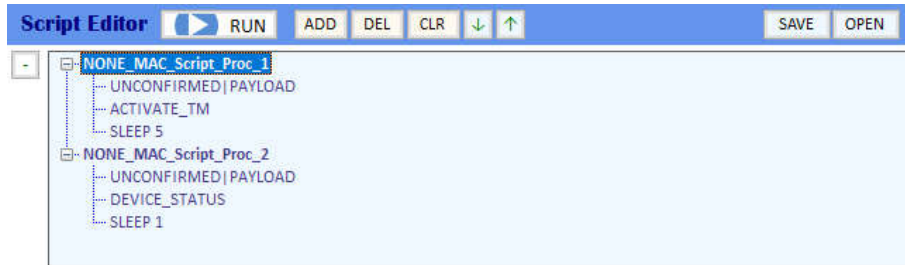 Script Editor RUN ADD DEL CLR ↓ ↑ SAVE OPEN
- NONE_MAC_Script_Proc_1
UNCONFIRMED|PAYLOAD
ACTIVATE_TM
SLEEP 5
NONE_MAC_Script_Proc_2
UNCONFIRMED|PAYLOAD
DEVICE_STATUS
SLEEP 1